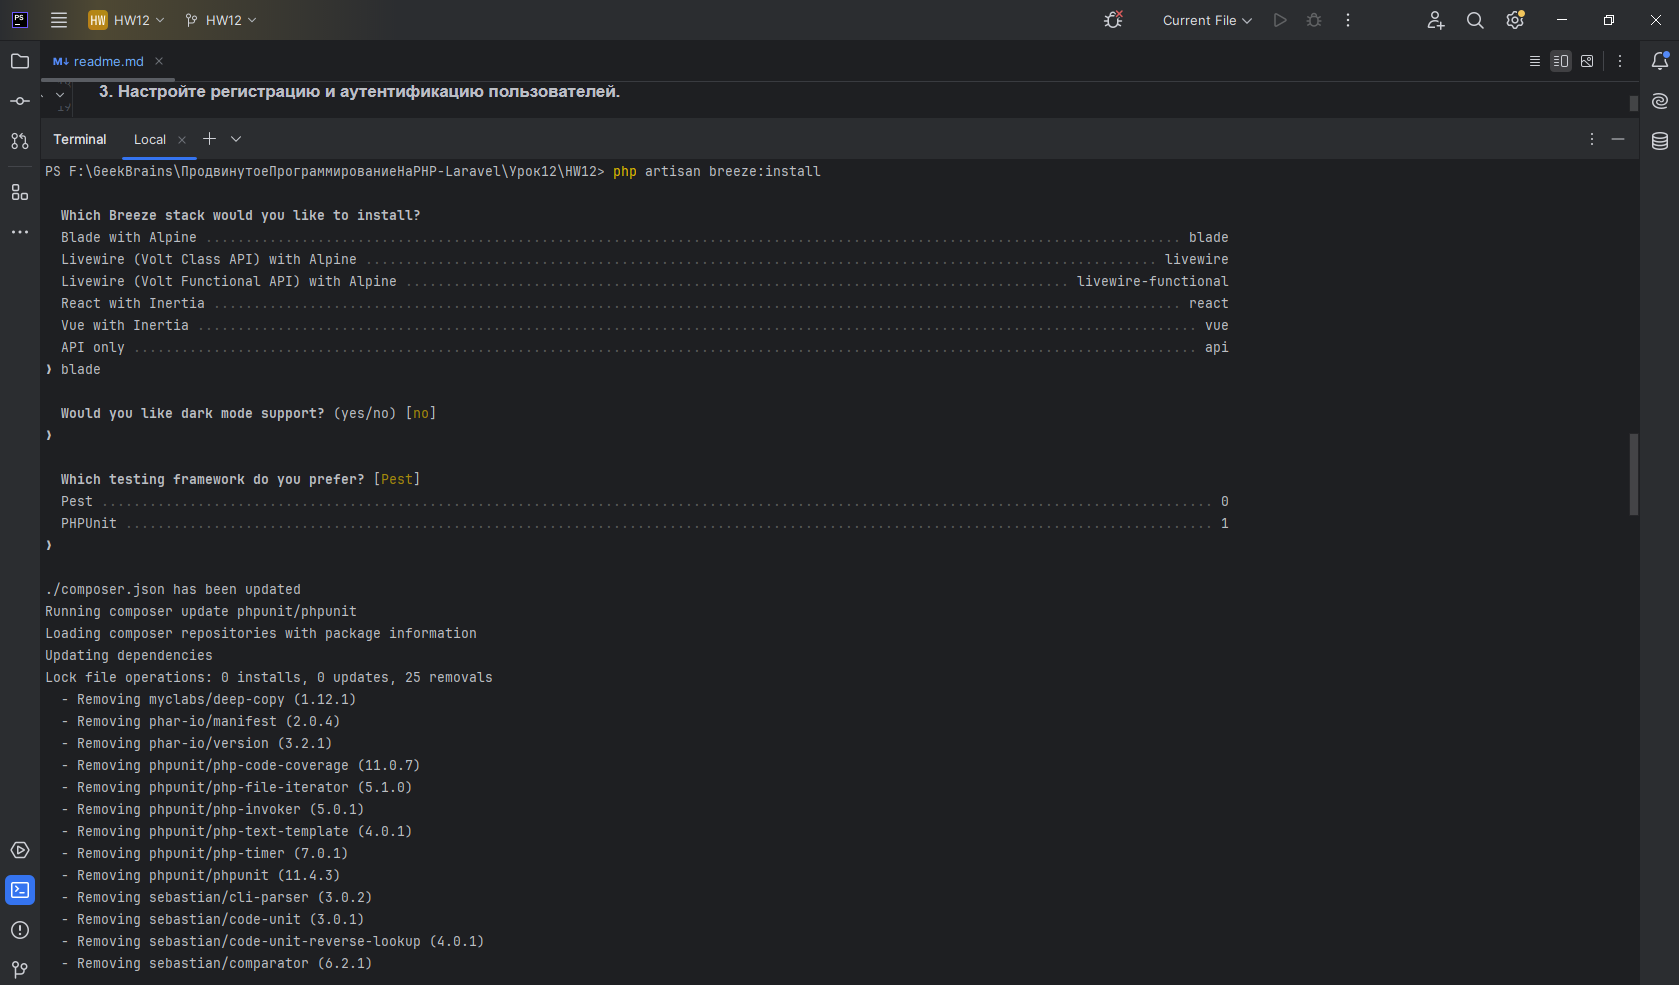 PS
HW HW12 HW12 Current File
M↓ readme.md
3. Настройте регистрацию и аутентификацию пользователей.
Terminal Local
PS F:\GeekBrains\ПродвинутоеПрограммированиеНаPHP-Laravel\Урок12\HW12> php artisan breeze:install
Which Breeze stack would you like to install?
Blade with Alpine ........ blade
Livewire (Volt Class API) with Alpine ........ livewire
Livewire (Volt Functional API) with Alpine ........ livewire-functional
React with Inertia ........ react
Vue with Inertia ........ vue
API only ........ api
❯ blade
Would you like dark mode support? (yes/no) [no]
❯
Which testing framework do you prefer? [Pest]
Pest ........ 0
PHPUnit ........ 1
❯
./composer.json has been updated
Running composer update phpunit/phpunit
Loading composer repositories with package information
Updating dependencies
Lock file operations: 0 installs, 0 updates, 25 removals
- Removing myclabs/deep-copy (1.12.1)
- Removing phar-io/manifest (2.0.4)
- Removing phar-io/version (3.2.1)
- Removing phpunit/php-code-coverage (11.0.7)
- Removing phpunit/php-file-iterator (5.1.0)
- Removing phpunit/php-invoker (5.0.1)
- Removing phpunit/php-text-template (4.0.1)
- Removing phpunit/php-timer (7.0.1)
- Removing phpunit/phpunit (11.4.3)
- Removing sebastian/cli-parser (3.0.2)
- Removing sebastian/code-unit (3.0.1)
- Removing sebastian/code-unit-reverse-lookup (4.0.1)
- Removing sebastian/comparator (6.2.1)